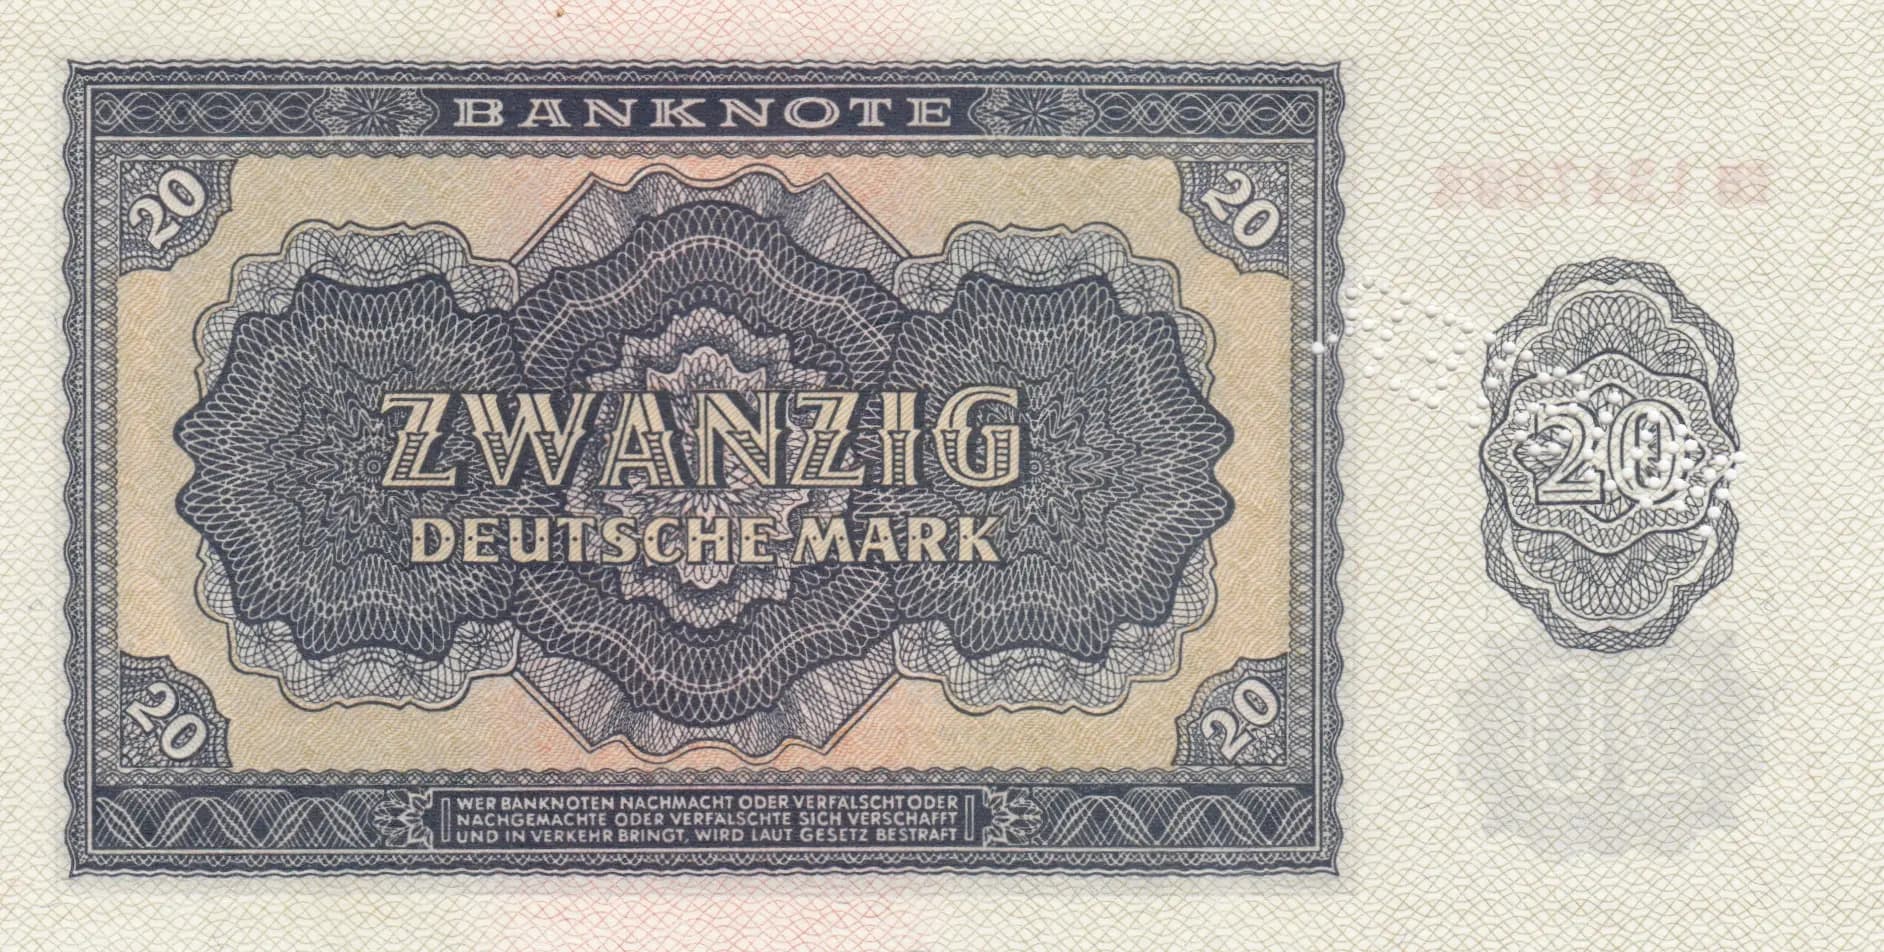 BANKNOTE
20
20
ZWANZIG
20
DEUTSCHE MARK
20
20
WER BANKNOTEN NACHMACHT ODER VERFÄLSCHT ODER
NACHGEMACHTE ODER VERFÄLSCHTE SICH VERSCHAFFT
UND IN VERKEHR BRINGT, WIRD LAUT GESETZ BESTRAFT